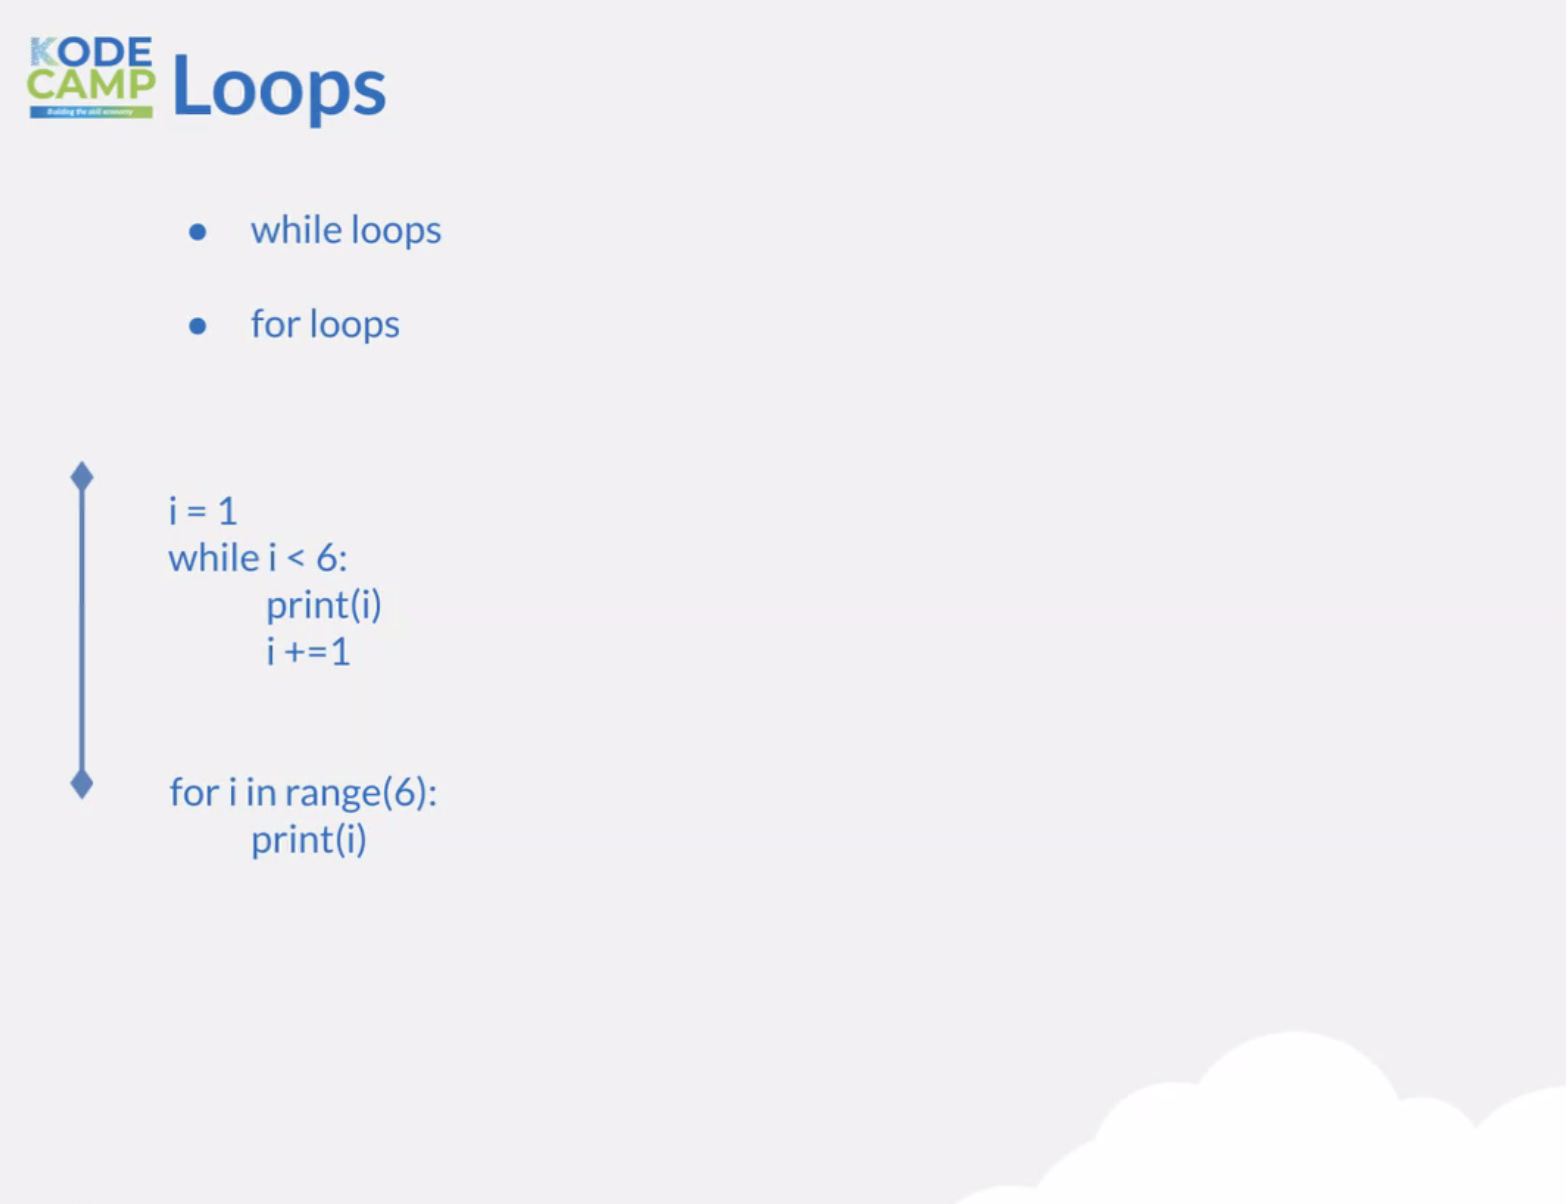 KODE
CAMP
Building the skill economy
Loops
● while loops
● for loops
i = 1
while i < 6:
print(i)
i +=1
for i in range(6):
print(i)